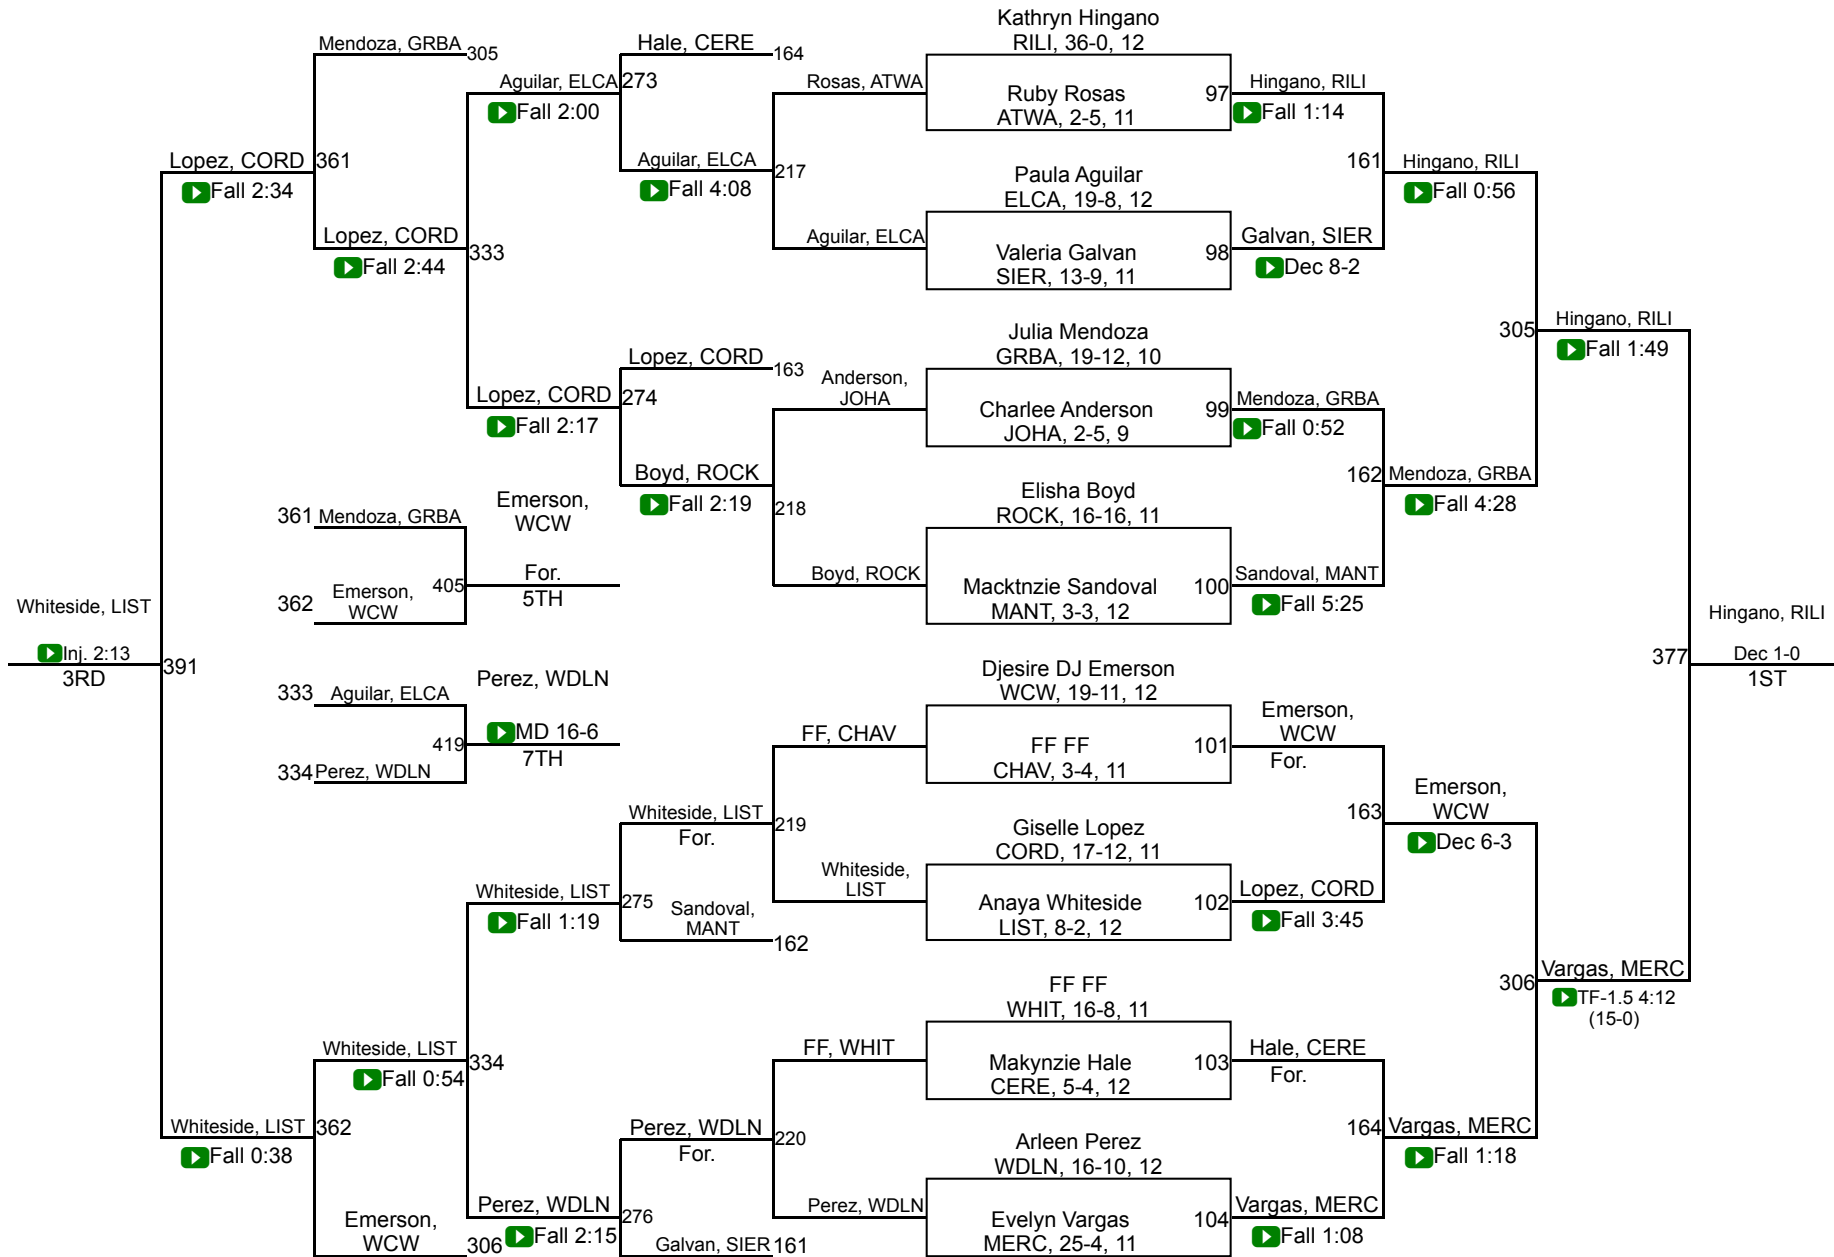 Kathryn Hingano
RILI, 36-0, 12
Mendoza, GRBA 305
Hale, CERE 164
Aguilar, ELCA 273
Rosas, ATWA
Ruby Rosas 97
ATWA, 2-5, 11
Hingano, RILI
Fall 2:00
Fall 1:14
Lopez, CORD 361
Fall 2:34
Aguilar, ELCA 217
Fall 4:08
Paula Aguilar
ELCA, 19-8, 12
161 Hingano, RILI
Fall 0:56
Lopez, CORD 333
Fall 2:44
Aguilar, ELCA
Valeria Galvan 98
SIER, 13-9, 11
Galvan, SIER
Dec 8-2
Julia Mendoza
GRBA, 19-12, 10
305 Hingano, RILI
Fall 1:49
Lopez, CORD 163
Lopez, CORD 274
Fall 2:17
Anderson,
JOHA
Charlee Anderson 99
JOHA, 2-5, 9
Mendoza, GRBA
Fall 0:52
Boyd, ROCK 218
Fall 2:19
Elisha Boyd
ROCK, 16-16, 11
162 Mendoza, GRBA
Fall 4:28
361 Mendoza, GRBA
Emerson,
WCW
405 For.
5TH
362 Emerson,
WCW
Boyd, ROCK
Macktnzie Sandoval 100
MANT, 3-3, 12
Sandoval, MANT
Fall 5:25
Whiteside, LIST
Inj. 2:13 391
3RD
Hingano, RILI
377 Dec 1-0
1ST
333 Aguilar, ELCA
Perez, WDLN
419 MD 16-6
7TH
334 Perez, WDLN
Djesire DJ Emerson
WCW, 19-11, 12
FF, CHAV
FF FF 101
CHAV, 3-4, 11
Emerson,
WCW
For.
Whiteside, LIST 219
For.
Giselle Lopez
CORD, 17-12, 11
163 Emerson,
WCW
Dec 6-3
Whiteside, LIST 275
Fall 1:19
Sandoval,
MANT 162
Whiteside,
LIST
Anaya Whiteside 102
LIST, 8-2, 12
Lopez, CORD
Fall 3:45
FF FF
WHIT, 16-8, 11
306 Vargas, MERC
TF-1.5 4:12
(15-0)
Whiteside, LIST 334
Fall 0:54
FF, WHIT
Makynzie Hale 103
CERE, 5-4, 12
Hale, CERE
For.
Whiteside, LIST 362
Fall 0:38
Perez, WDLN 220
For.
Arleen Perez
WDLN, 16-10, 12
164 Vargas, MERC
Fall 1:18
Emerson,
WCW 306
Perez, WDLN 276
Fall 2:15
Galvan, SIER 161
Perez, WDLN
Evelyn Vargas 104
MERC, 25-4, 11
Vargas, MERC
Fall 1:08